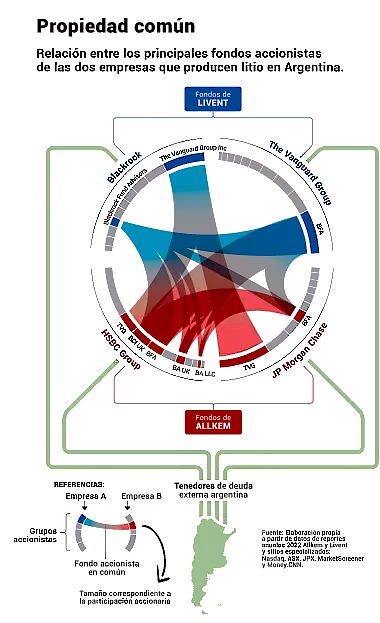 Propiedad común
Relación entre los principales fondos accionistas
de las dos empresas que producen litio en Argentina.
Fondos de
LIVENT
Blackrock
The Vanguard Group Inc
The Vanguard Group
Blackrock Fund Advisors
BFA
TVG
BGI UK
BFA
BA UK
BA LLC
TVG
BFA
HSBC Group
JP Morgan Chase
Fondos de
ALLKEM
REFERENCIAS:
Empresa A
Empresa B
Grupos
accionistas
Fondo accionista
en común
Tamaño correspondiente a
la participación accionaria
Tenedores de deuda
externa argentina
Fuente: Elaboración propia
a partir de datos de reportes
anuales 2022 Allkem y Livent
y sitios especializados:
Nasdaq, ASX, JPX, MarketScreener
y Money.CNN.